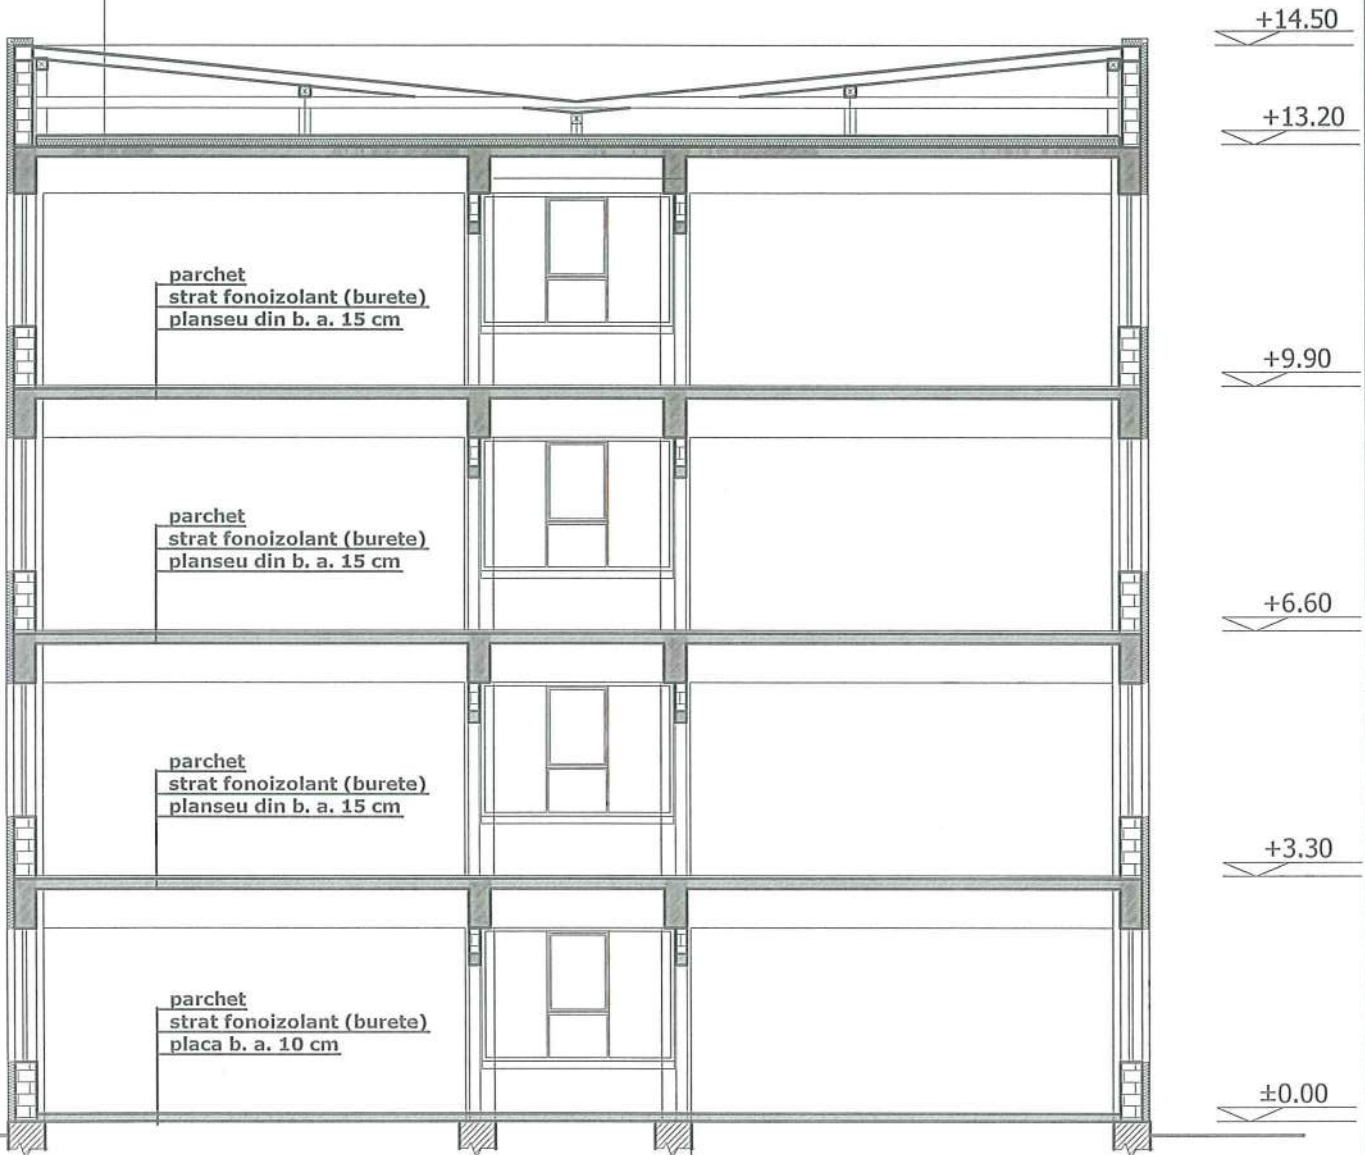 +14.50
+13.20
parchet
strat fonoizolant (burete)
planseu din b. a. 15 cm
+9.90
parchet
strat fonoizolant (burete)
planseu din b. a. 15 cm
+6.60
parchet
strat fonoizolant (burete)
planseu din b. a. 15 cm
+3.30
parchet
strat fonoizolant (burete)
placa b. a. 10 cm
±0.00